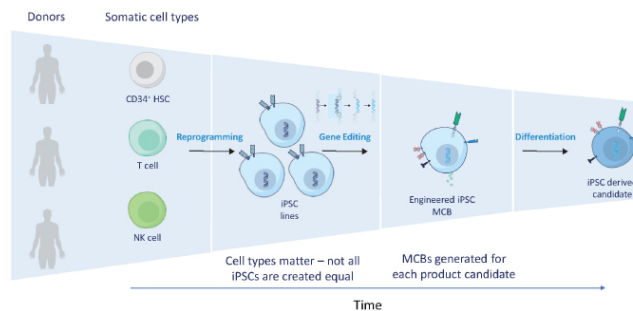 Donors
Somatic cell types
CD34⁺ HSC
T cell
NK cell
Reprogramming
iPSC
lines
Gene Editing
Engineered iPSC
MCB
Differentiation
iPSC derived
candidate
Cell types matter – not all
iPSCs are created equal
MCBs generated for
each product candidate
Time